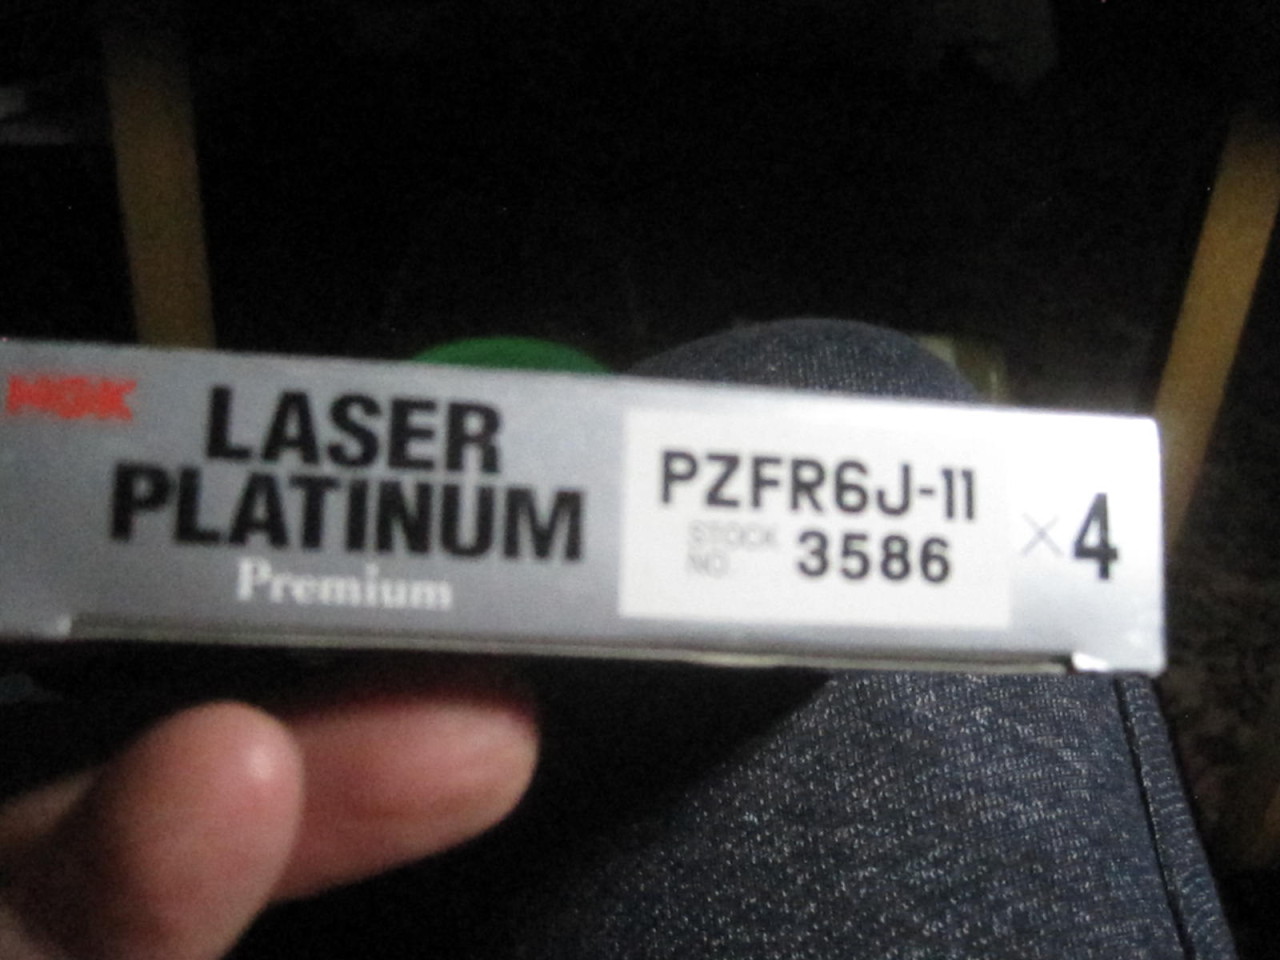 NGK
LASER
PLATINUM
Premium
PZFR6J-11
STOCK
NO.
3586
×4